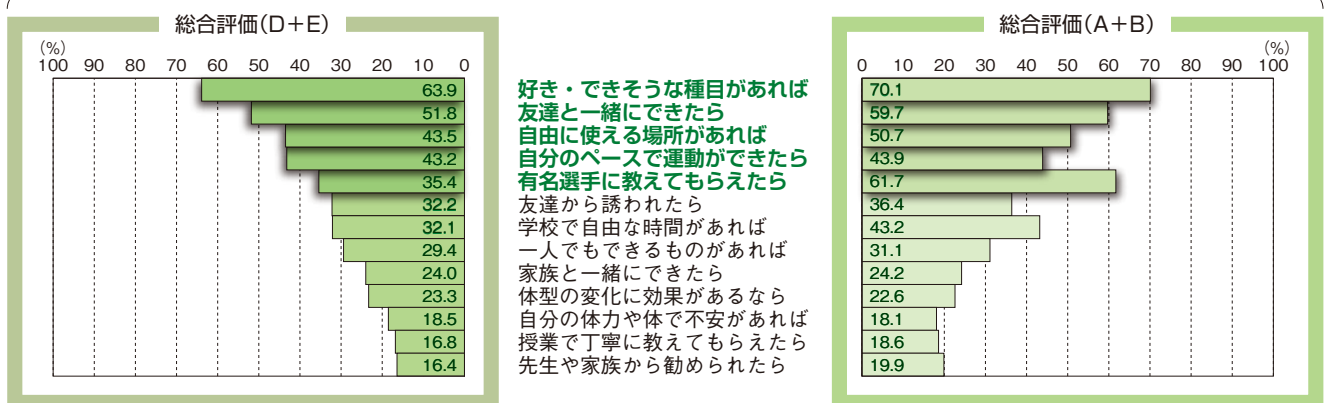 総合評価(D+E)
(%)
100 90 80 70 60 50 40 30 20 10 0
63.9
51.8
43.5
43.2
35.4
32.2
32.1
29.4
24.0
23.3
18.5
16.8
16.4
好き・できそうな種目があれば
友達と一緒にできたら
自由に使える場所があれば
自分のペースで運動ができたら
有名選手に教えてもらえたら
友達から誘われたら
学校で自由な時間があれば
一人でもできるものがあれば
家族と一緒にできたら
体型の変化に効果があるなら
自分の体力や体で不安があれば
授業で丁寧に教えてもらえたら
先生や家族から勧められたら
総合評価(A+B)
(%)
0 10 20 30 40 50 60 70 80 90 100
70.1
59.7
50.7
43.9
61.7
36.4
43.2
31.1
24.2
22.6
18.1
18.6
19.9